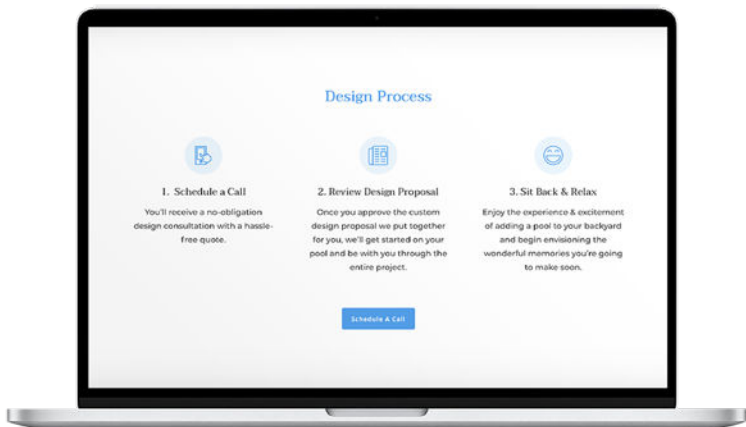 Design Process
1. Schedule a Call
You'll receive a no-obligation
design consultation with a hassle-
free quote.
2. Review Design Proposal
Once you approve the custom
design proposal we put together
for you, we'll get started on your
pool and be with you through the
entire project.
3. Sit Back & Relax
Enjoy the experience & excitement
of adding a pool to your backyard
and begin envisioning the
wonderful memories you're going
to make soon.
Schedule A Call